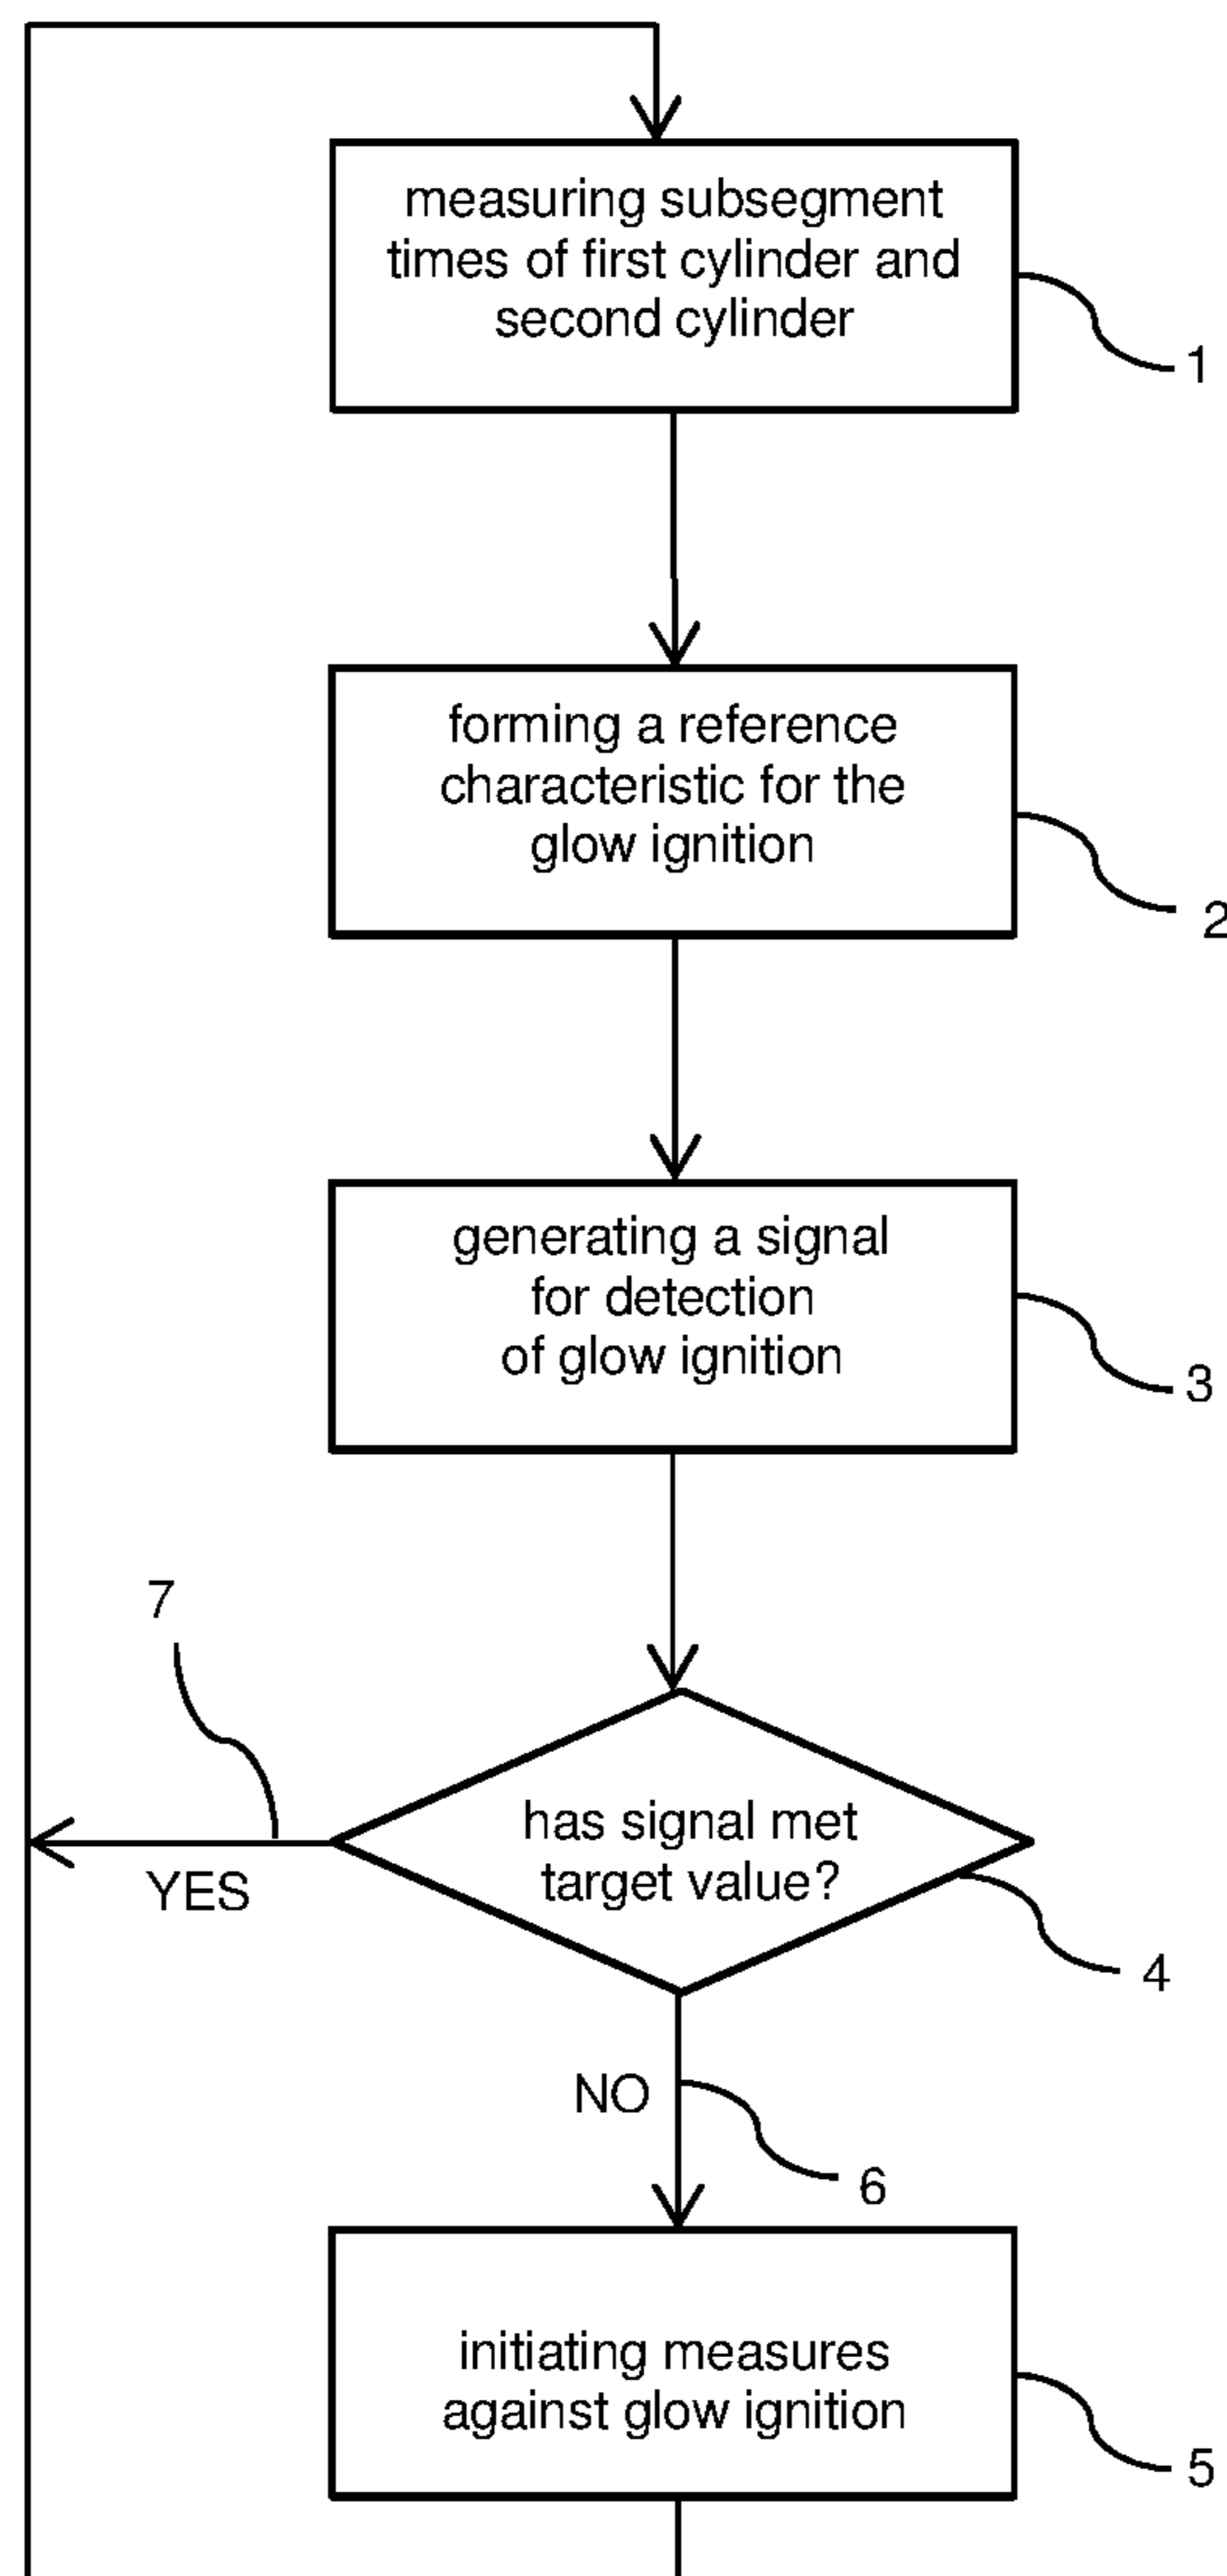 measuring subsegment
times of first cylinder and
second cylinder
1
forming a reference
characteristic for the
glow ignition
2
generating a signal
for detection
of glow ignition
3
7
has signal met
target value?
YES
4
NO
6
initiating measures
against glow ignition
5